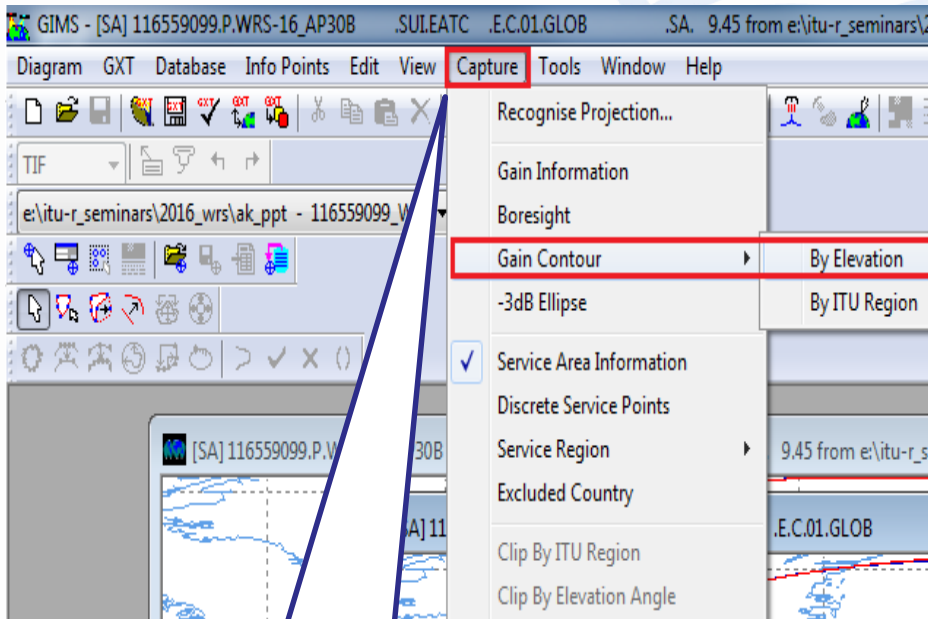 GIMS - [SA] 116559099.P.WRS-16_AP30B .SUI.EATC .E.C.01.GLOB .SA. 9.45 from e:\itu-r_seminars\2
Diagram GXT Database Info Points Edit View Capture Tools Window Help
Recognise Projection...
TIF
Gain Information
e:\itu-r_seminars\2016_wrs\ak_ppt - 116559099_W
Boresight
Gain Contour By Elevation
-3dB Ellipse By ITU Region
Service Area Information
Discrete Service Points
[SA] 116559099.P.W 30B Service Region 9.45 from e:\itu-r_s
Excluded Country
SA] 11 .E.C.01.GLOB
Clip By ITU Region
Clip By Elevation Angle